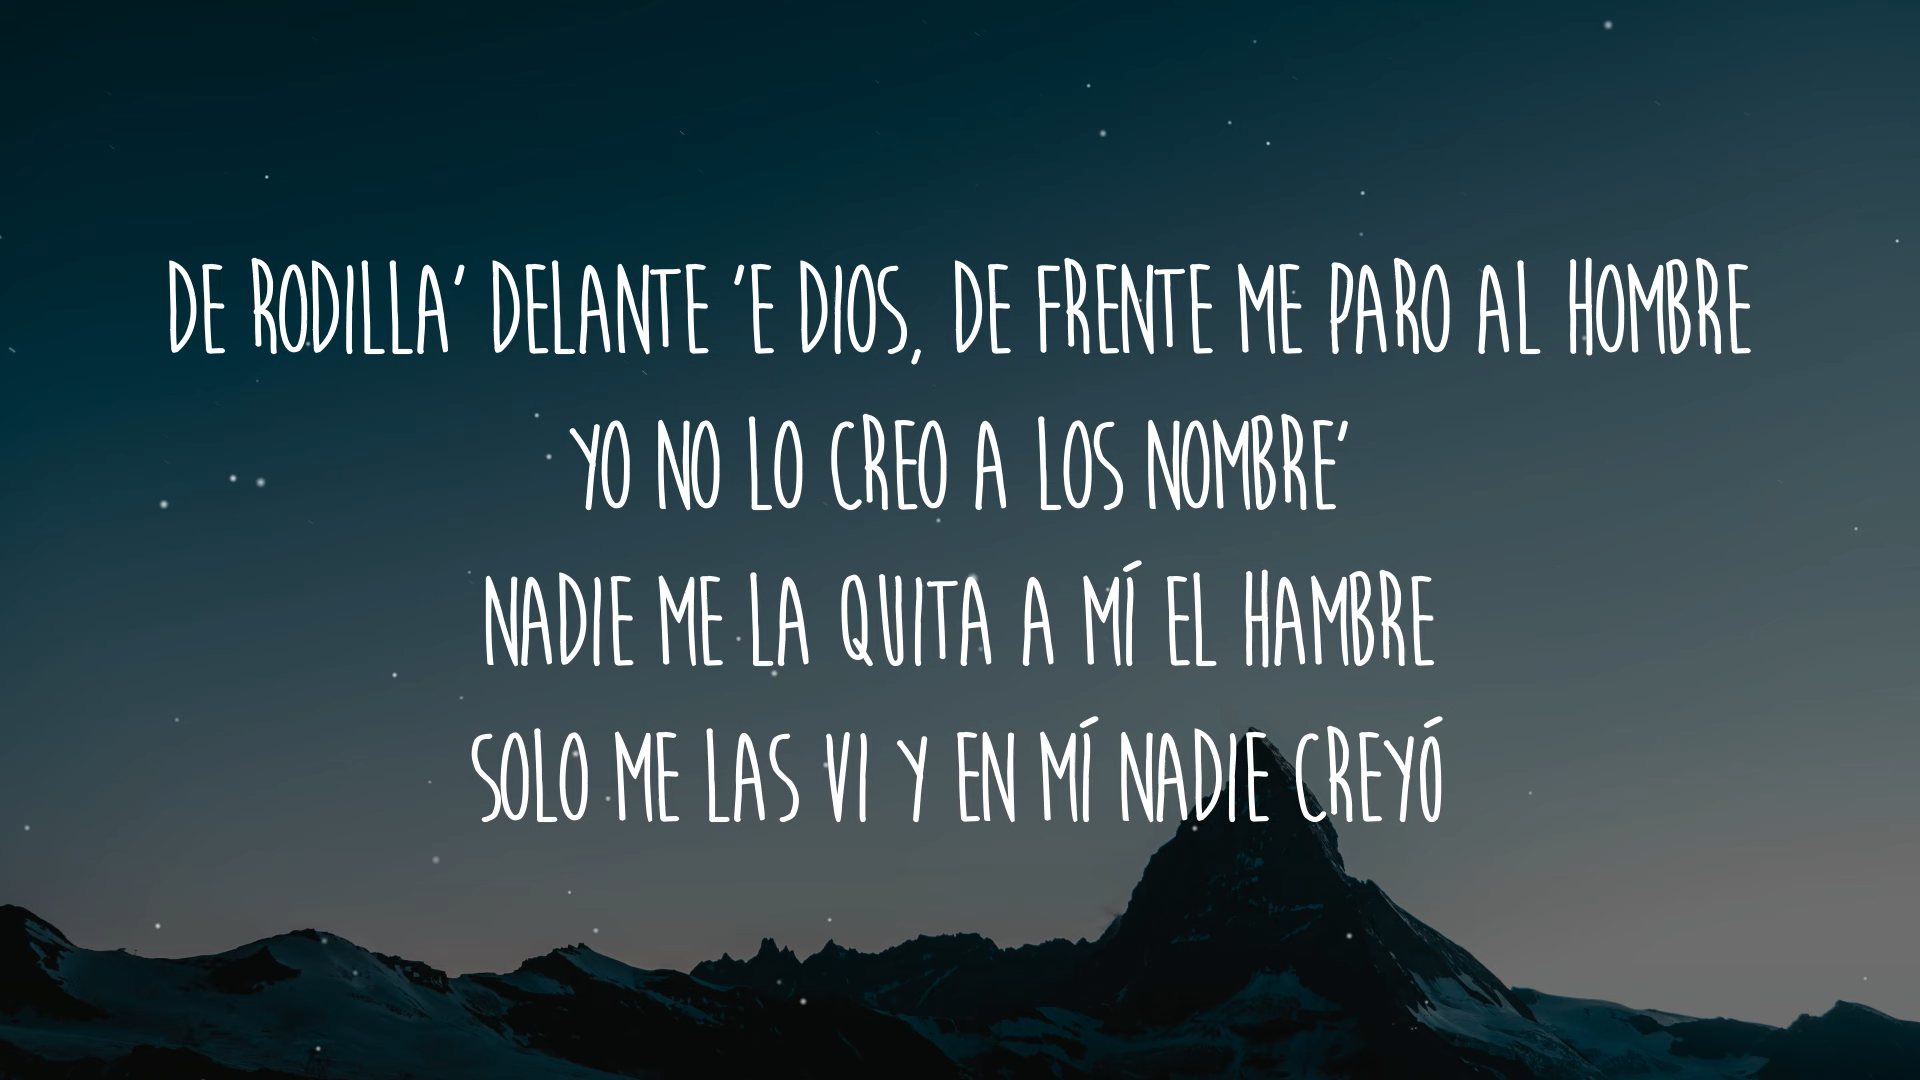 DE RODILLA' DELANTE 'E DIOS, DE FRENTE ME PARO AL HOMBRE
YO NO LO CREO A LOS NOMBRE'
NADIE ME LA QUITA A MÍ EL HAMBRE
SOLO ME LAS VI Y EN MÍ NADIE CREYÓ